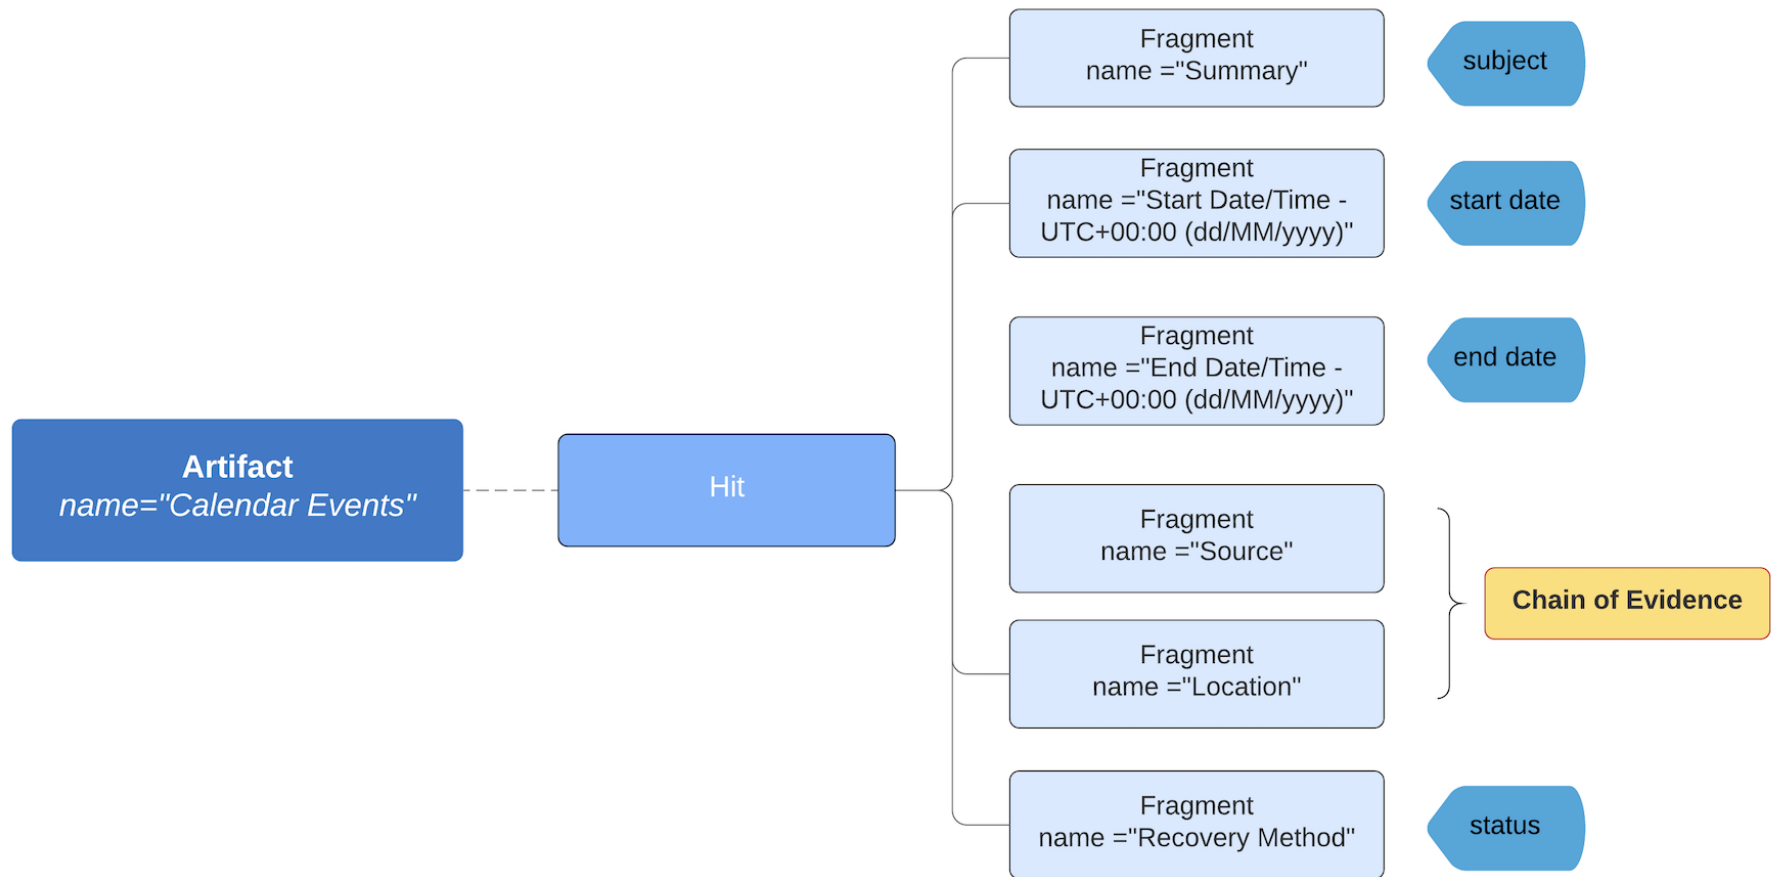 Fragment
name ="Summary"
subject
Fragment
name ="Start Date/Time -
UTC+00:00 (dd/MM/yyyy)"
start date
Fragment
name ="End Date/Time -
UTC+00:00 (dd/MM/yyyy)"
end date
Artifact
name="Calendar Events"
Hit
Fragment
name ="Source"
Chain of Evidence
Fragment
name ="Location"
Fragment
name ="Recovery Method"
status